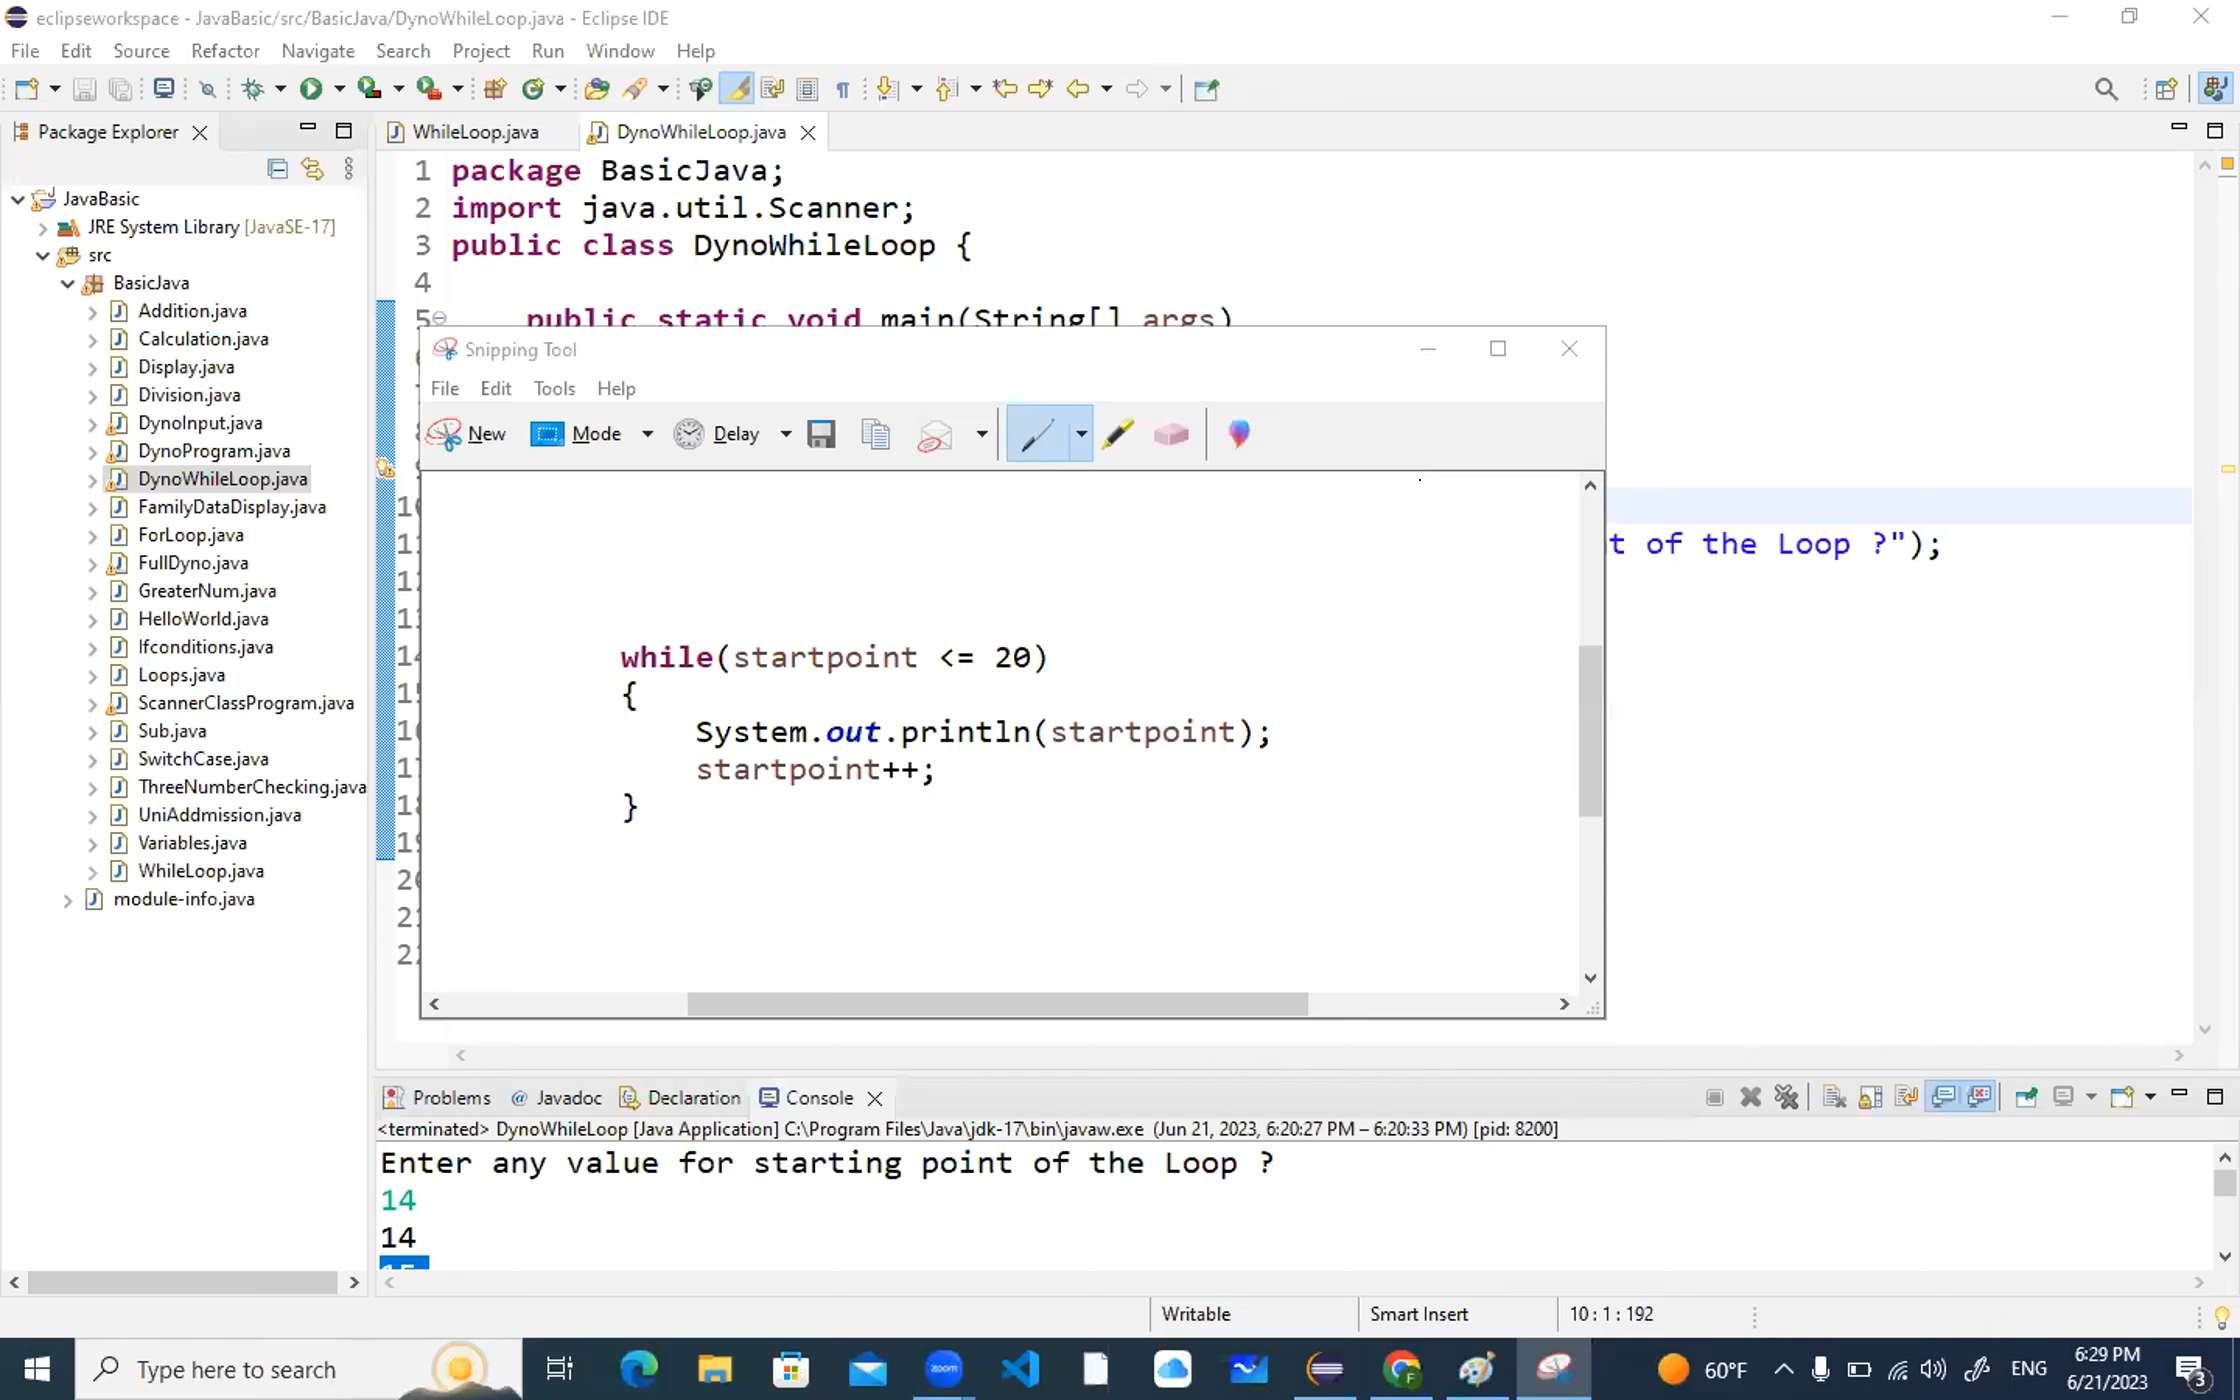 eclipseworkspace - JavaBasic/src/BasicJava/DynoWhileLoop.java - Eclipse IDE
File Edit Source Refactor Navigate Search Project Run Window Help
Package Explorer
WhileLoop.java DynoWhileLoop.java
JavaBasic
JRE System Library [JavaSE-17]
src
BasicJava
Addition.java
Calculation.java
Display.java
Division.java
DynoInput.java
DynoProgram.java
DynoWhileLoop.java
FamilyDataDisplay.java
ForLoop.java
FullDyno.java
GreaterNum.java
HelloWorld.java
Ifconditions.java
Loops.java
ScannerClassProgram.java
Sub.java
SwitchCase.java
ThreeNumberChecking.java
UniAddmission.java
Variables.java
WhileLoop.java
module-info.java
1 package BasicJava;
2 import java.util.Scanner;
3 public class DynoWhileLoop {
4
5 public static void main(String[] args)
t of the Loop ?");
Snipping Tool
File Edit Tools Help
New Mode Delay
while(startpoint <= 20)
{
System.out.println(startpoint);
startpoint++;
}
Problems @ Javadoc Declaration Console
<terminated> DynoWhileLoop [Java Application] C:\Program Files\Java\jdk-17\bin\javaw.exe (Jun 21, 2023, 6:20:27 PM – 6:20:33 PM) [pid: 8200]
Enter any value for starting point of the Loop ?
14
14
15
Writable Smart Insert 10 : 1 : 192
Type here to search
zoom
60°F
ENG
6:29 PM
6/21/2023
3